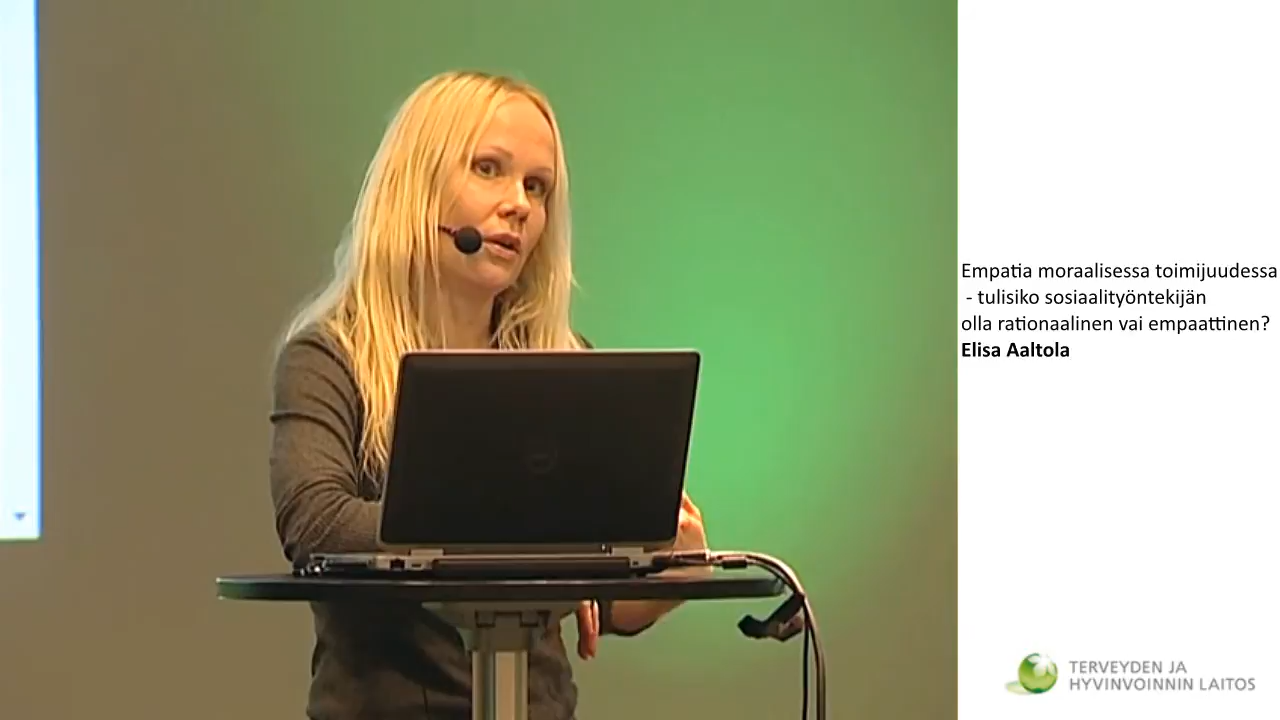 Empatia moraalisessa toimijuudessa
- tulisiko sosiaalityöntekijän
olla rationaalinen vai empaattinen?
Elisa Aaltola
TERVEYDEN JA
HYVINVOINNIN LAITOS